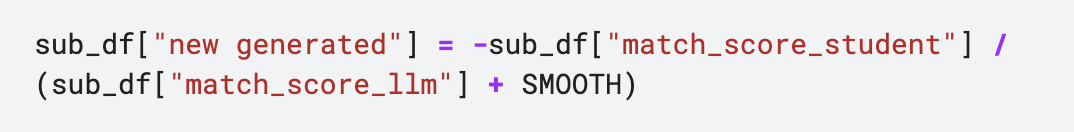 sub_df["new generated"] = -sub_df["match_score_student"] /
(sub_df["match_score_llm"] + SMOOTH)